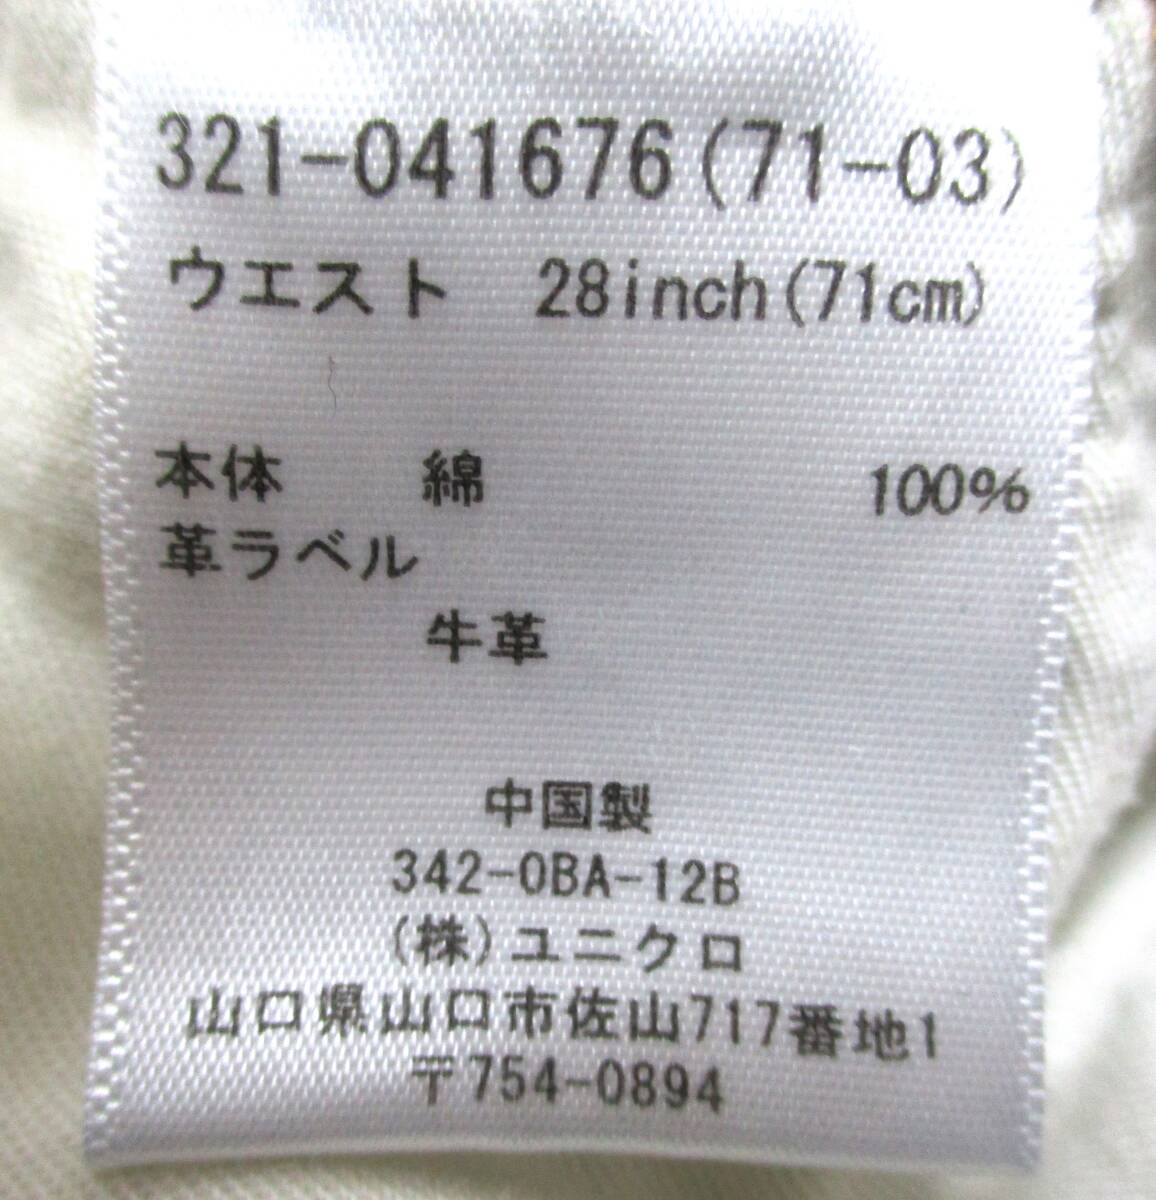 321-041676(71-03)
ウエスト 28inch(71cm)
本体 綿 100%
革ラベル
牛革
中国製
342-0BA-12B
(株)ユニクロ
山口県山口市佐山717番地1
〒754-0894